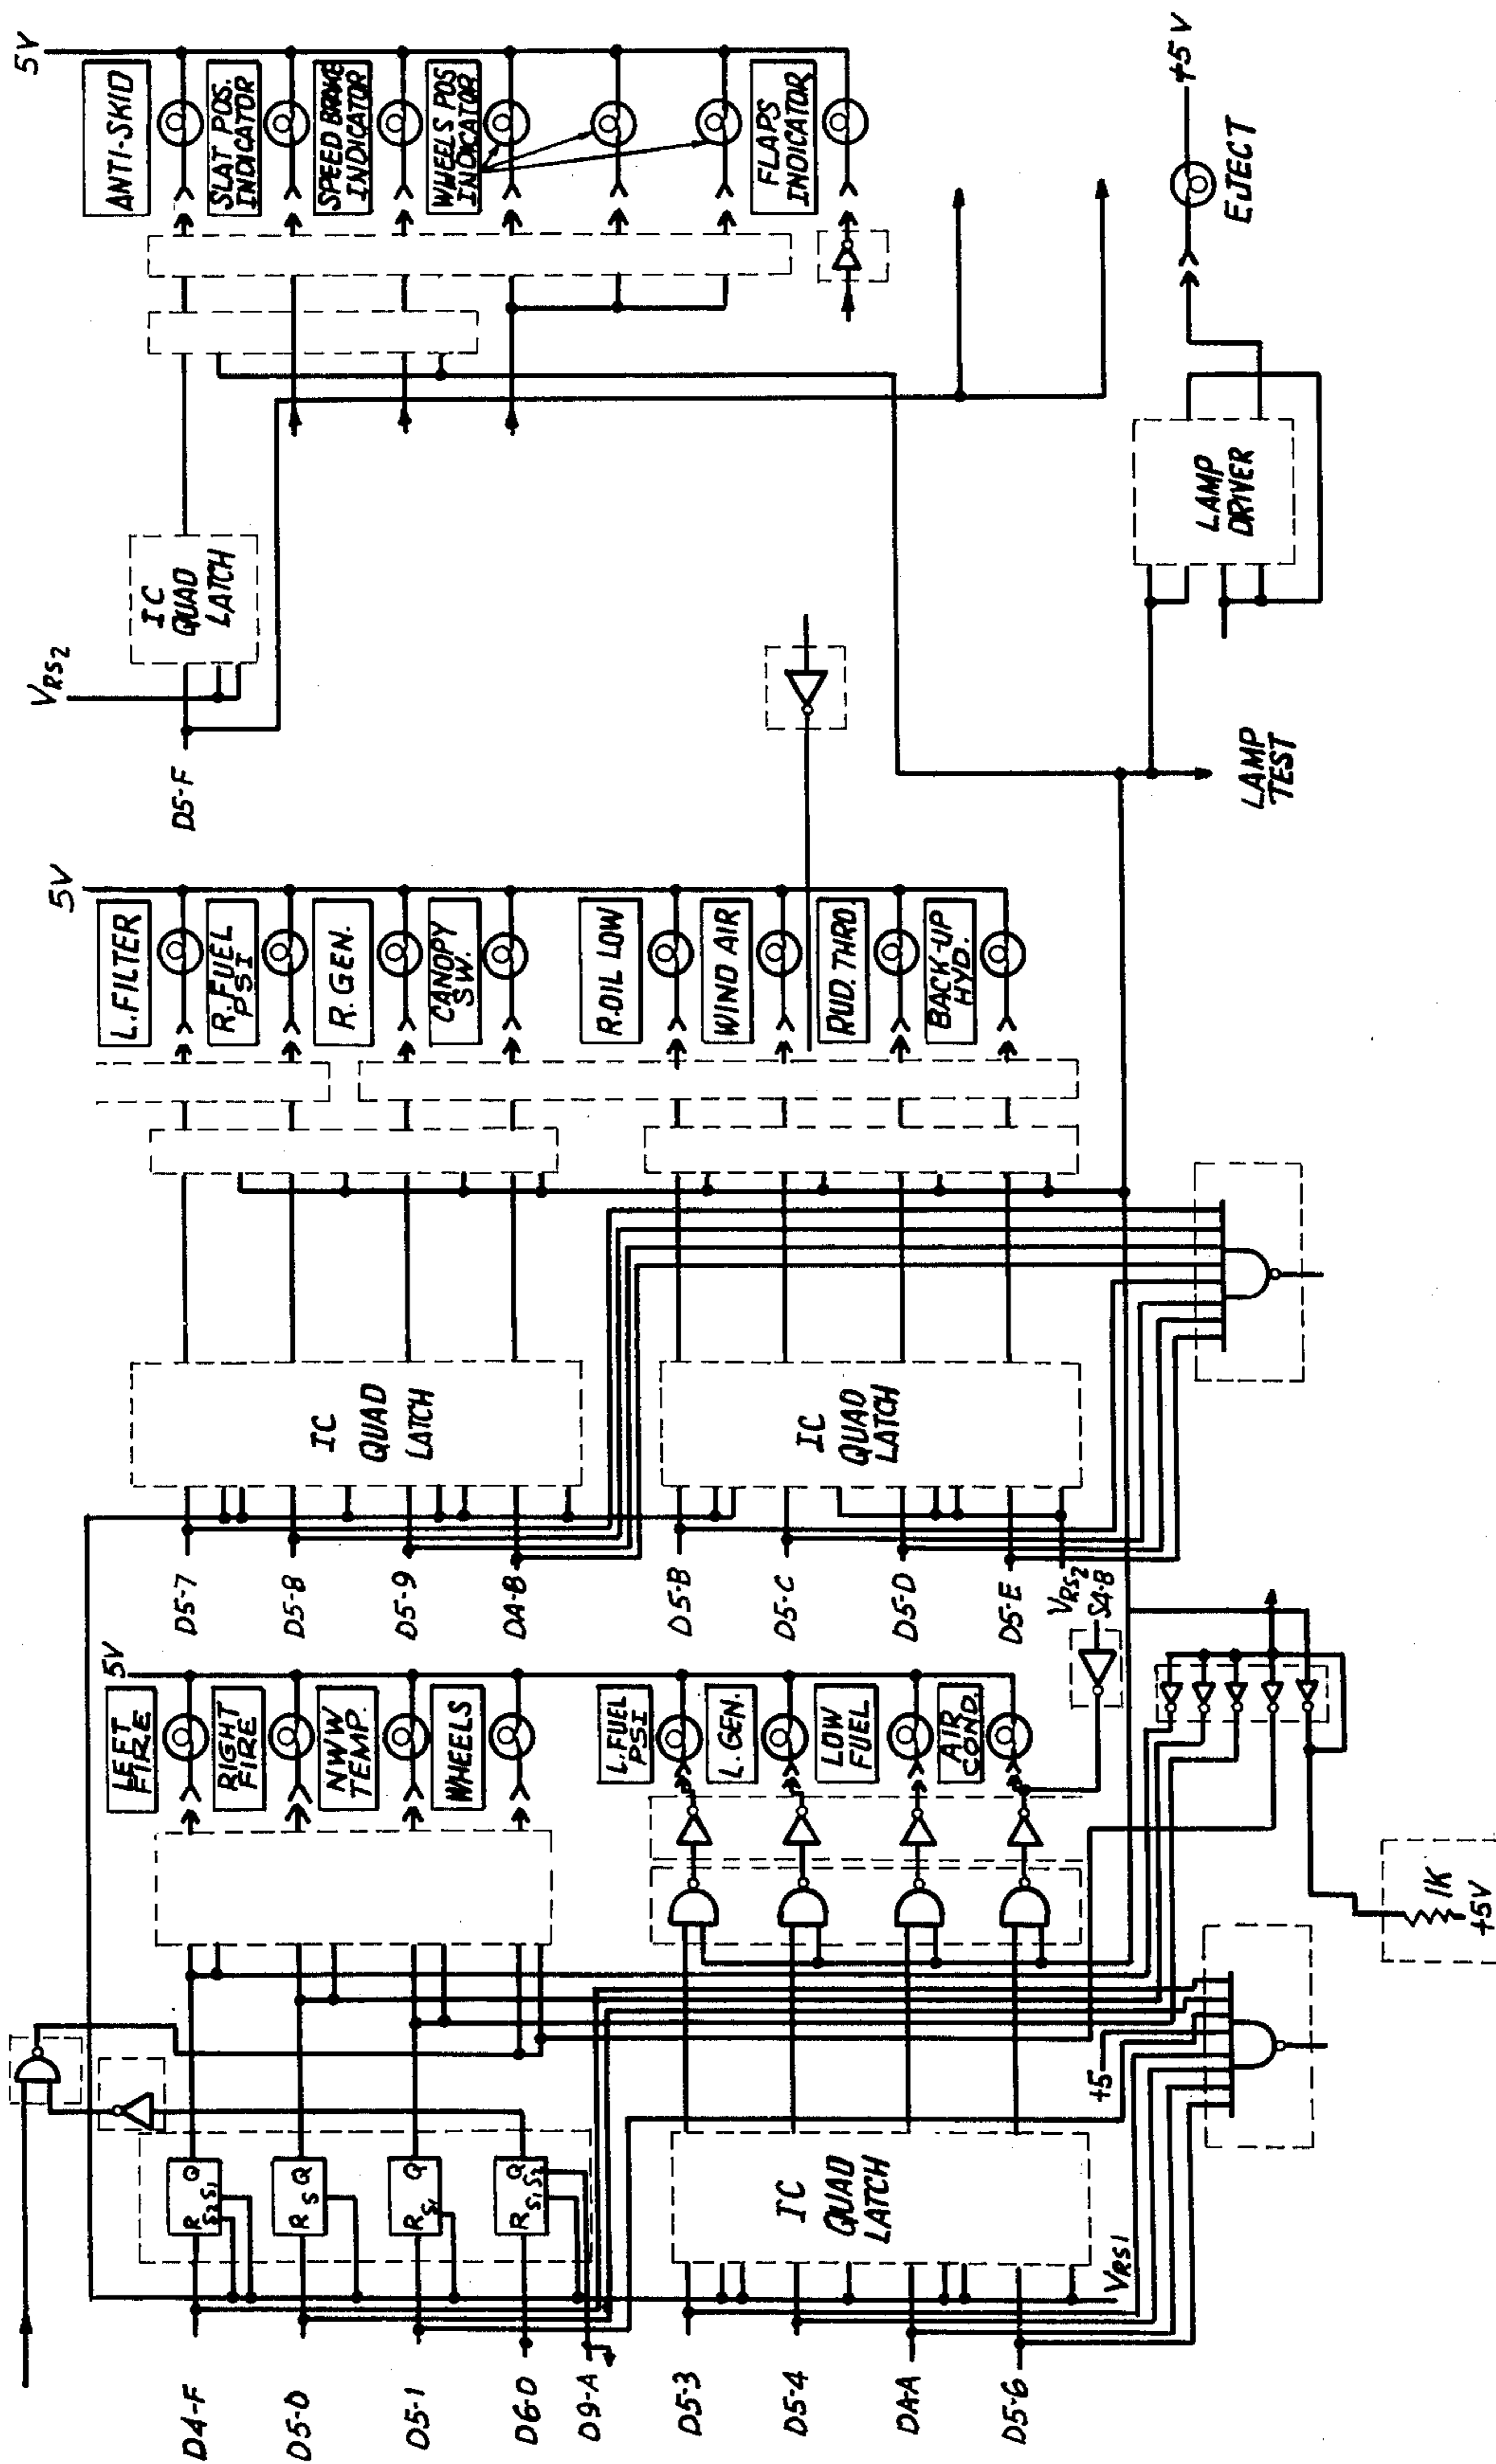 D4-F
D5-0
D5-1
D6-0
D9-A
D5-3
D5-4
DA-A
D5-6
R S2 S1 Q
R S Q
R S1 Q
R S1 S2 Q
IC
QUAD
LATCH
VRS1
+5
1K
+5V
LEFT
FIRE
RIGHT
FIRE
NWW
TEMP.
WHEELS
L.FUEL
PSI
L.GEN.
LOW
FUEL
AIR
COND.
5V
S4-B
VRS2
D5-7
D5-8
D5-9
DA-B
D5-B
D5-C
D5-D
D5-E
IC
QUAD
LATCH
IC
QUAD
LATCH
L.FILTER
R.FUEL
PSI
R.GEN.
CANOPY
SW.
R.OIL LOW
WIND AIR
RUD. THRO.
BACK-UP
HYD.
5V
D5-F
VRS2
IC
QUAD
LATCH
LAMP
TEST
LAMP
DRIVER
EJECT
+5V
ANTI-SKID
SLAT POS.
INDICATOR
SPEED BRAKE
INDICATOR
WHEELS POS
INDICATOR
FLAPS
INDICATOR
5V